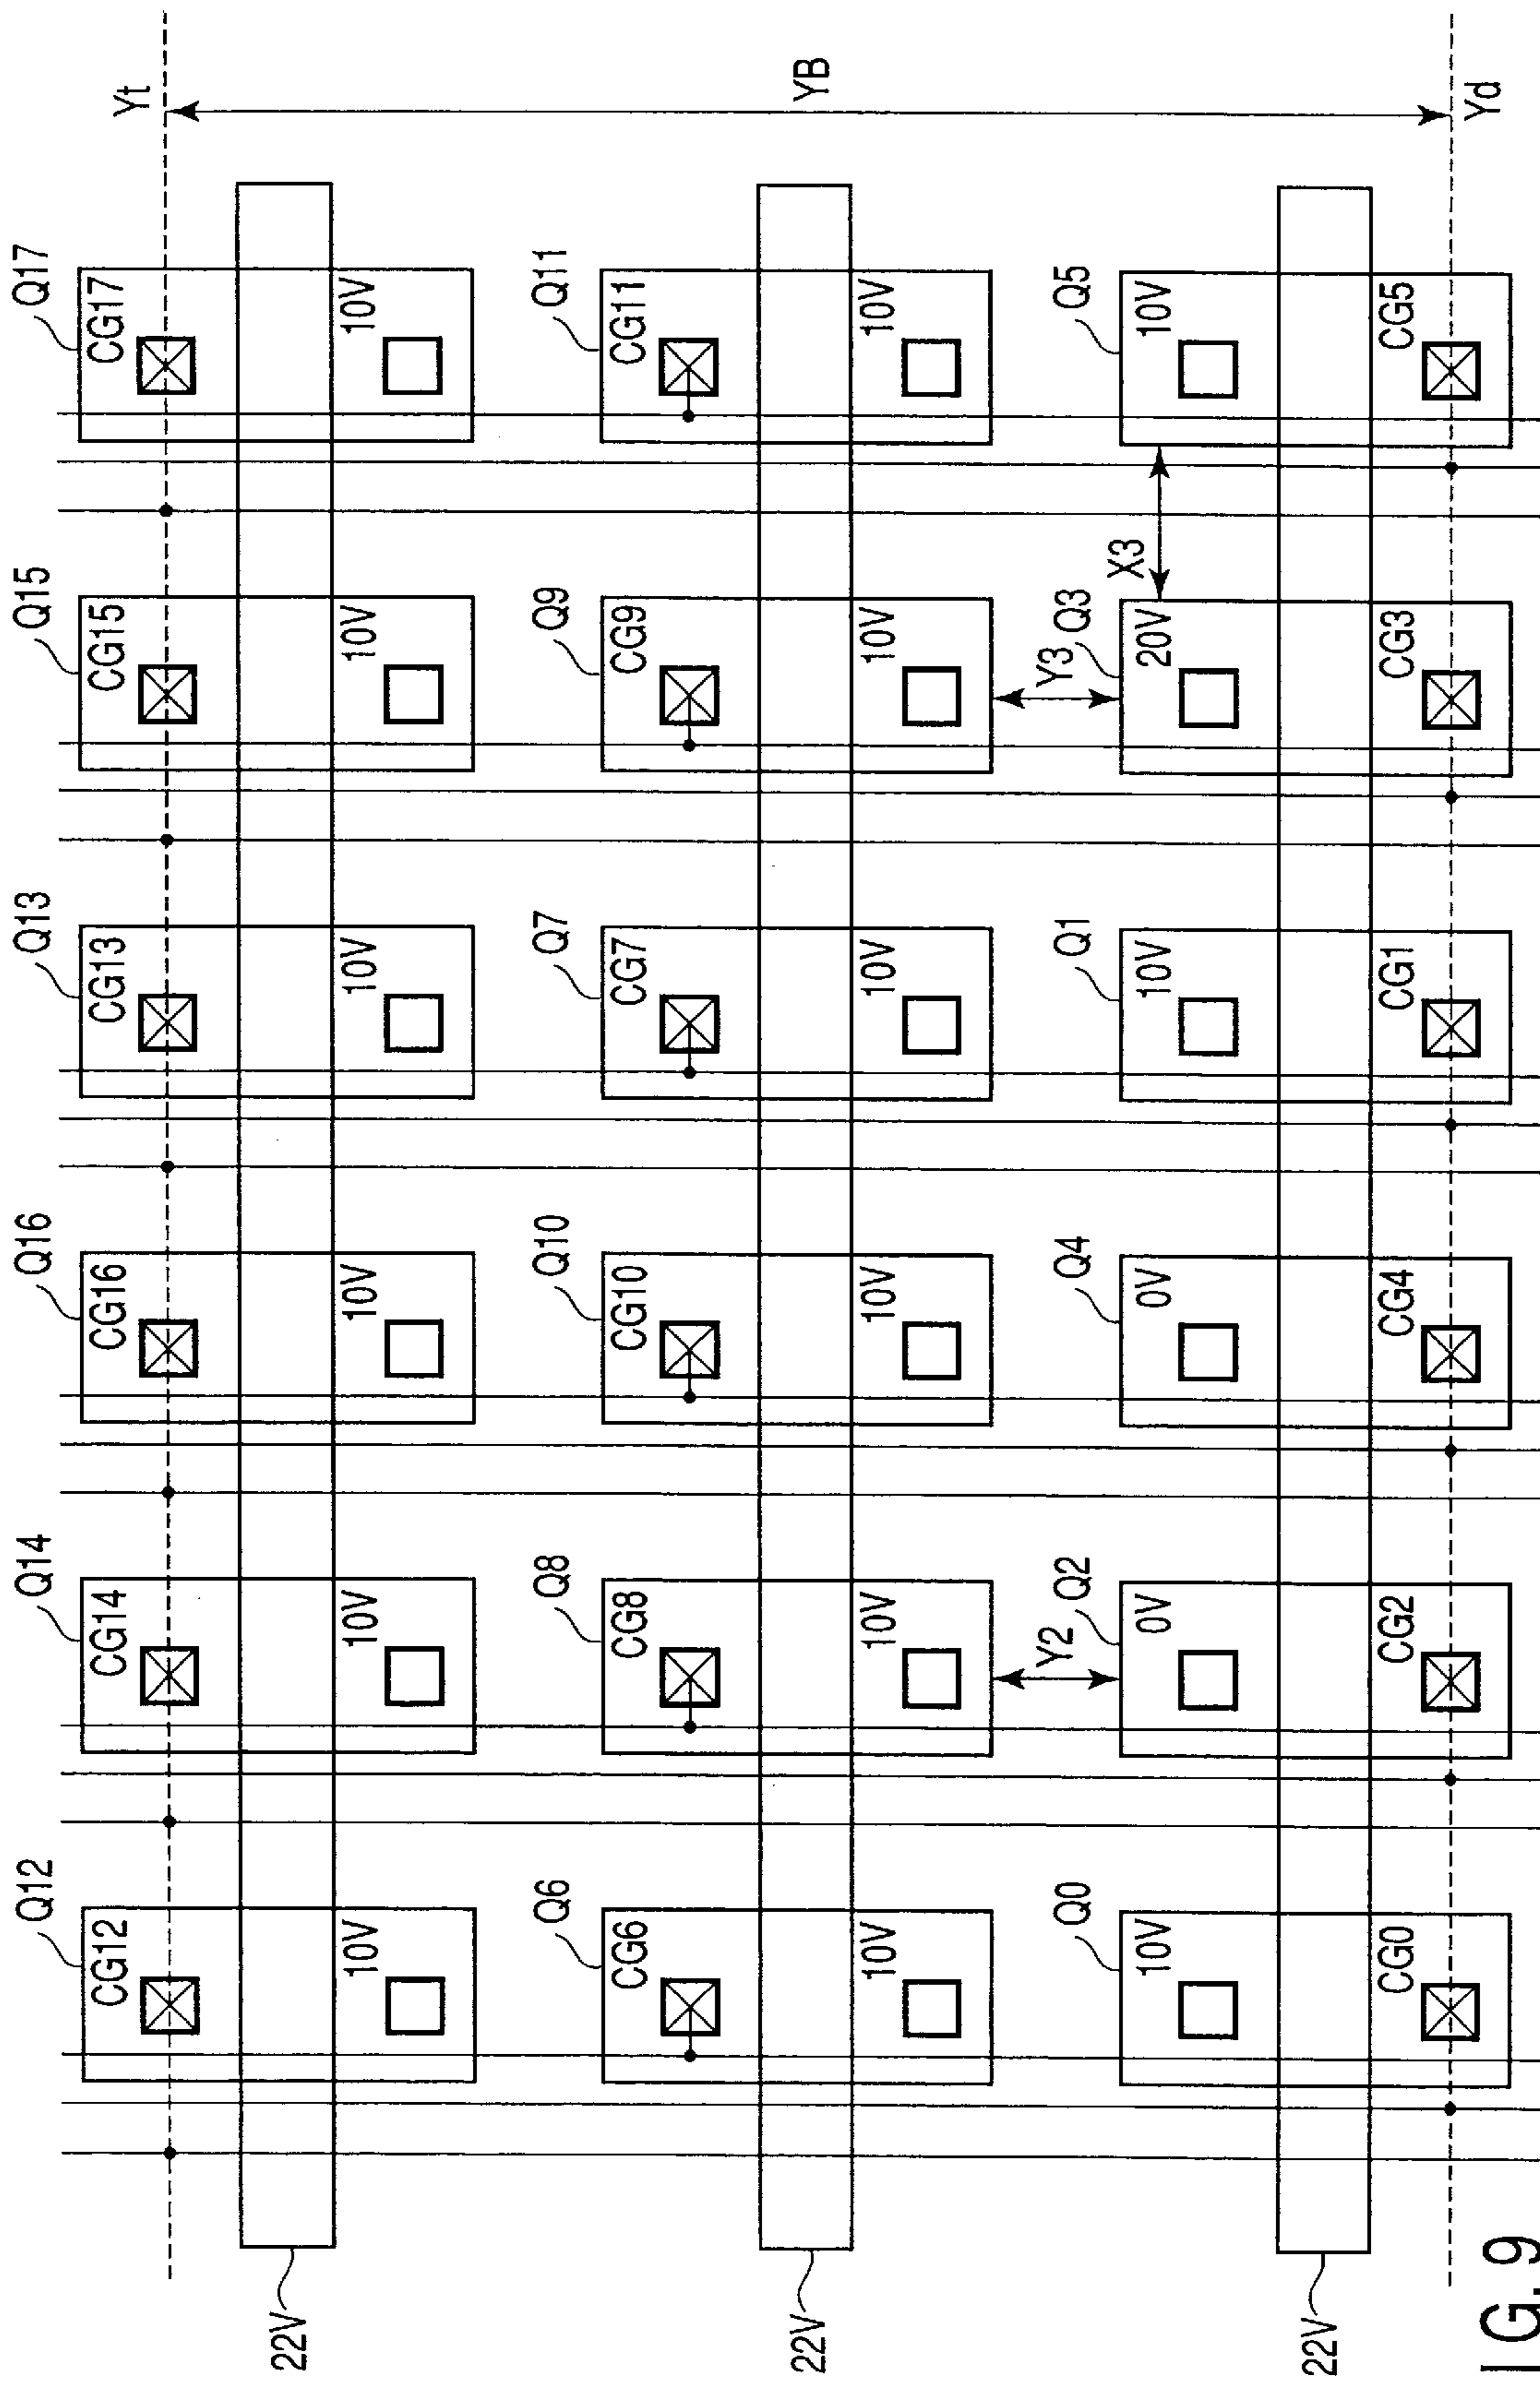 Q12 Q14 Q16 Q13 Q15 Q17
CG12 CG14 CG16 CG13 CG15 CG17 Yt
22V
10V 10V 10V 10V 10V 10V
Q6 Q8 Q10 Q7 Q9 Q11
CG6 CG8 CG10 CG7 CG9 CG11
22V YB
10V 10V 10V 10V 10V 10V
Y2 Y3
Q0 Q2 Q4 Q1 Q3 Q5
X3
10V 0V 0V 10V 20V 10V
22V
CG0 CG2 CG4 CG1 CG3 CG5
Yd
IG. 9